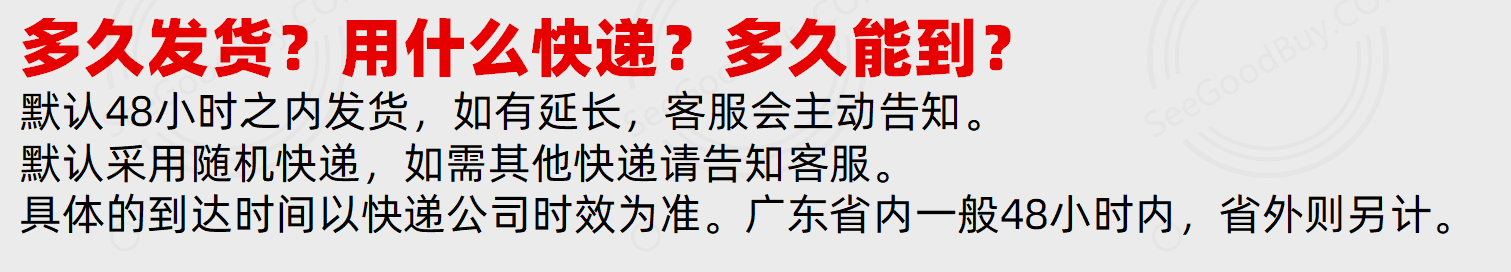 多久发货？用什么快递？多久能到？
默认48小时之内发货，如有延长，客服会主动告知。
默认采用随机快递，如需其他快递请告知客服。
具体的到达时间以快递公司时效为准。广东省内一般48小时内，省外则另计。
SeeGoodBuy.Com